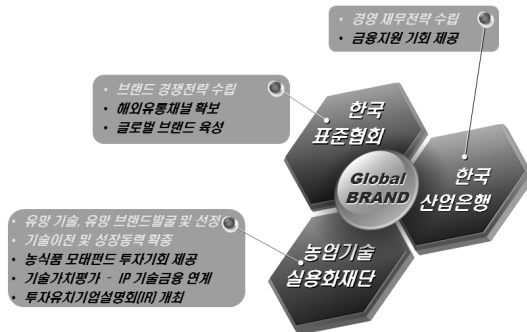 • 경영 재무전략 수립
• 금융지원 기회 제공
• 브랜드 경쟁전략 수립
• 해외유통채널 확보
• 글로벌 브랜드 육성
한국
표준협회
Global
BRAND
한국
산업은행
• 유망 기술, 유망 브랜드발굴 및 선정
• 기술이전 및 성장동력 확충
• 농식품 모태펀드 투자기회 제공
• 기술가치평가 - IP 기술금융 연계
• 투자유치기업설명회(IR) 개최
농업기술
실용화재단